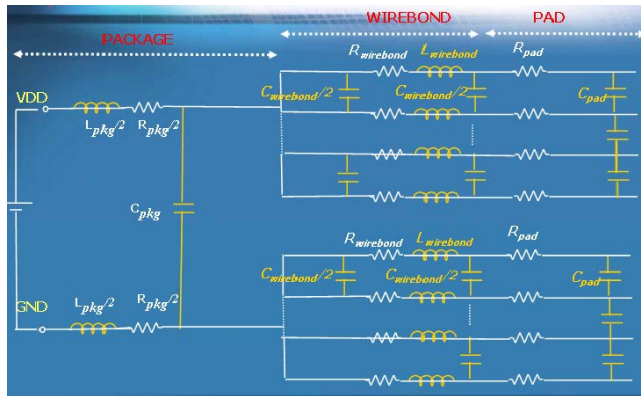 WIREBOND
PAD
PACKAGE
Rwirebond
Lwirebond
Rpad
VDD
Cwirebond/2
Cwirebond/2
Cpad
Lpkg/2
Rpkg/2
Cpkg
Rwirebond
Lwirebond
Rpad
Cwirebond/2
Cwirebond/2
Cpad
Lpkg/2
Rpkg/2
GND